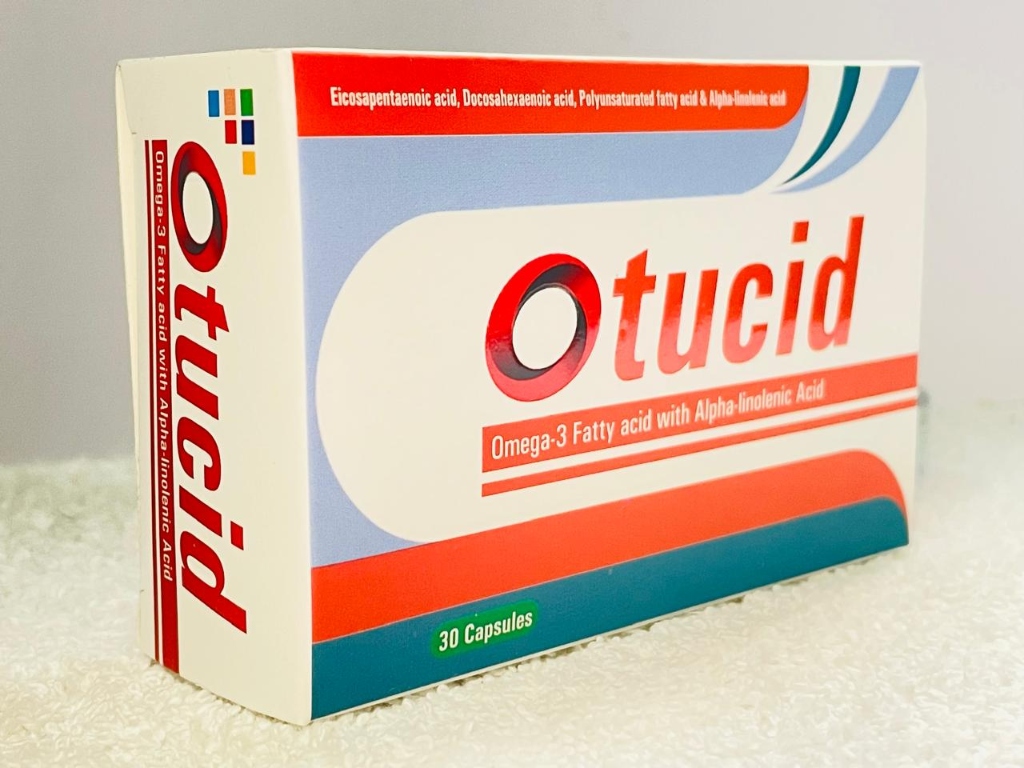 Eicosapentaenoic acid, Docosahexaenoic acid, Polyunsaturated fatty acid & Alpha-linolenic acid
Otucid
Omega-3 Fatty acid with Alpha-linolenic Acid
30 Capsules
Otucid
Omega-3 Fatty acid with Alpha-linolenic Acid